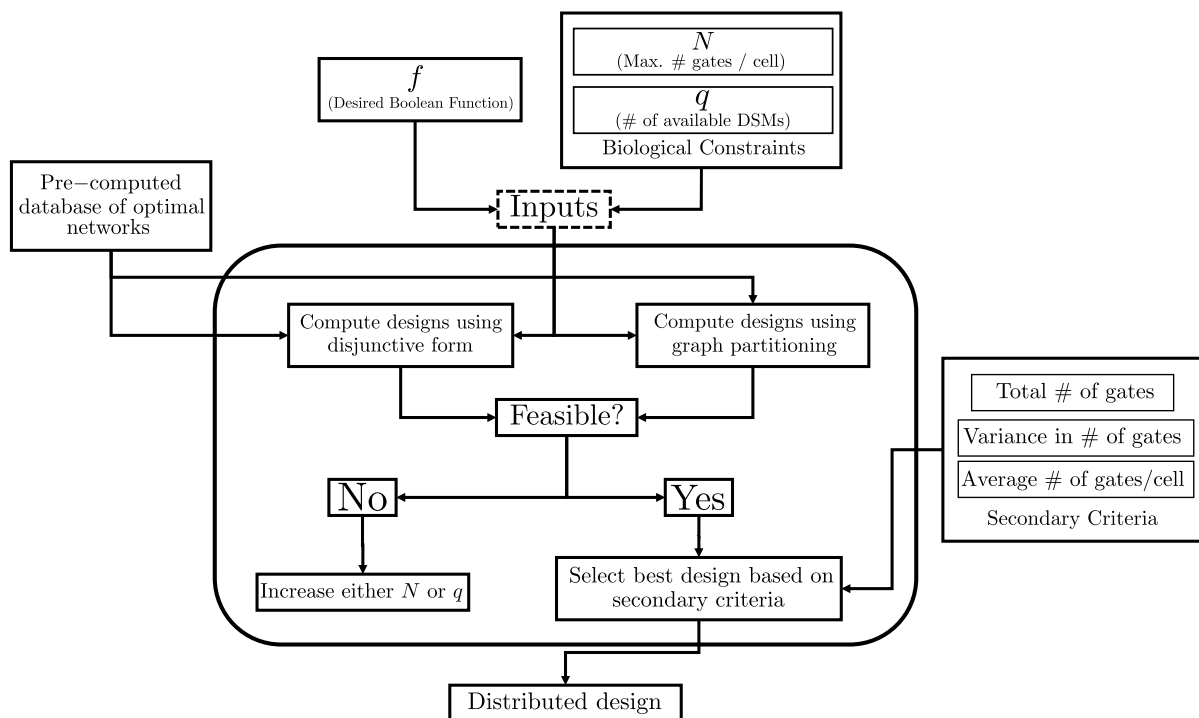 f
(Desired Boolean Function)
N
(Max. # gates / cell)
q
(# of available DSMs)
Biological Constraints
Pre−computed
database of optimal
networks
Inputs
Compute designs using
disjunctive form
Compute designs using
graph partitioning
Feasible?
No
Yes
Increase either N or q
Select best design based on
secondary criteria
Total # of gates
Variance in # of gates
Average # of gates/cell
Secondary Criteria
Distributed design